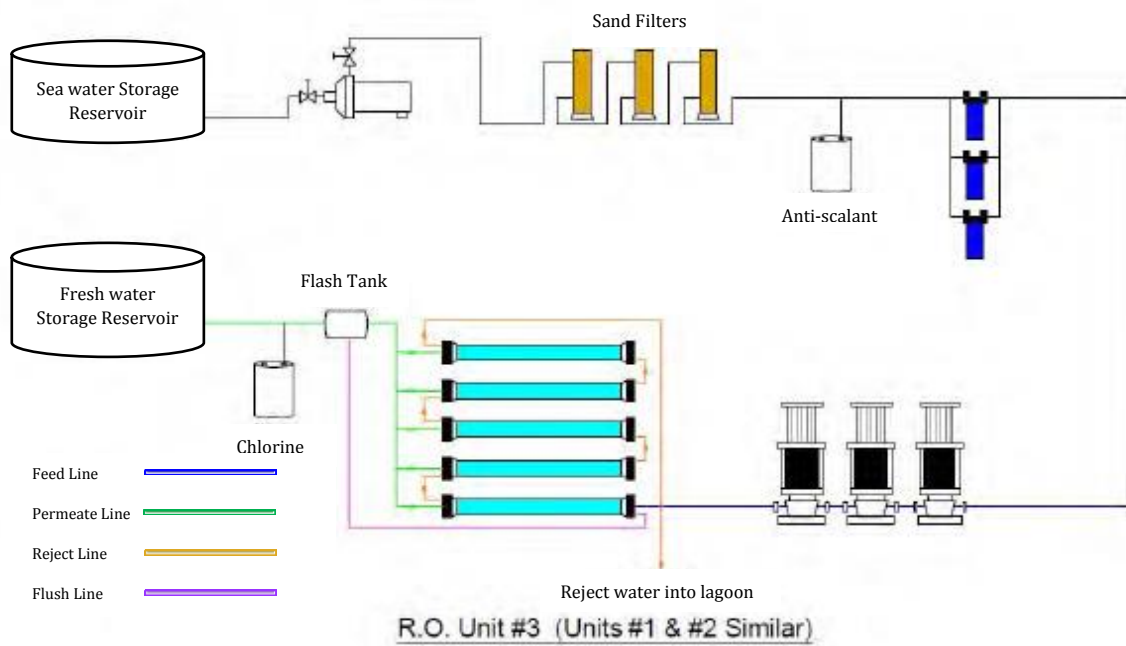 Sand Filters
Sea water Storage
Reservoir
Anti-scalant
Fresh water
Storage Reservoir
Flash Tank
Chlorine
Feed Line
Permeate Line
Reject Line
Flush Line
Reject water into lagoon
R.O. Unit #3 (Units #1 & #2 Similar)